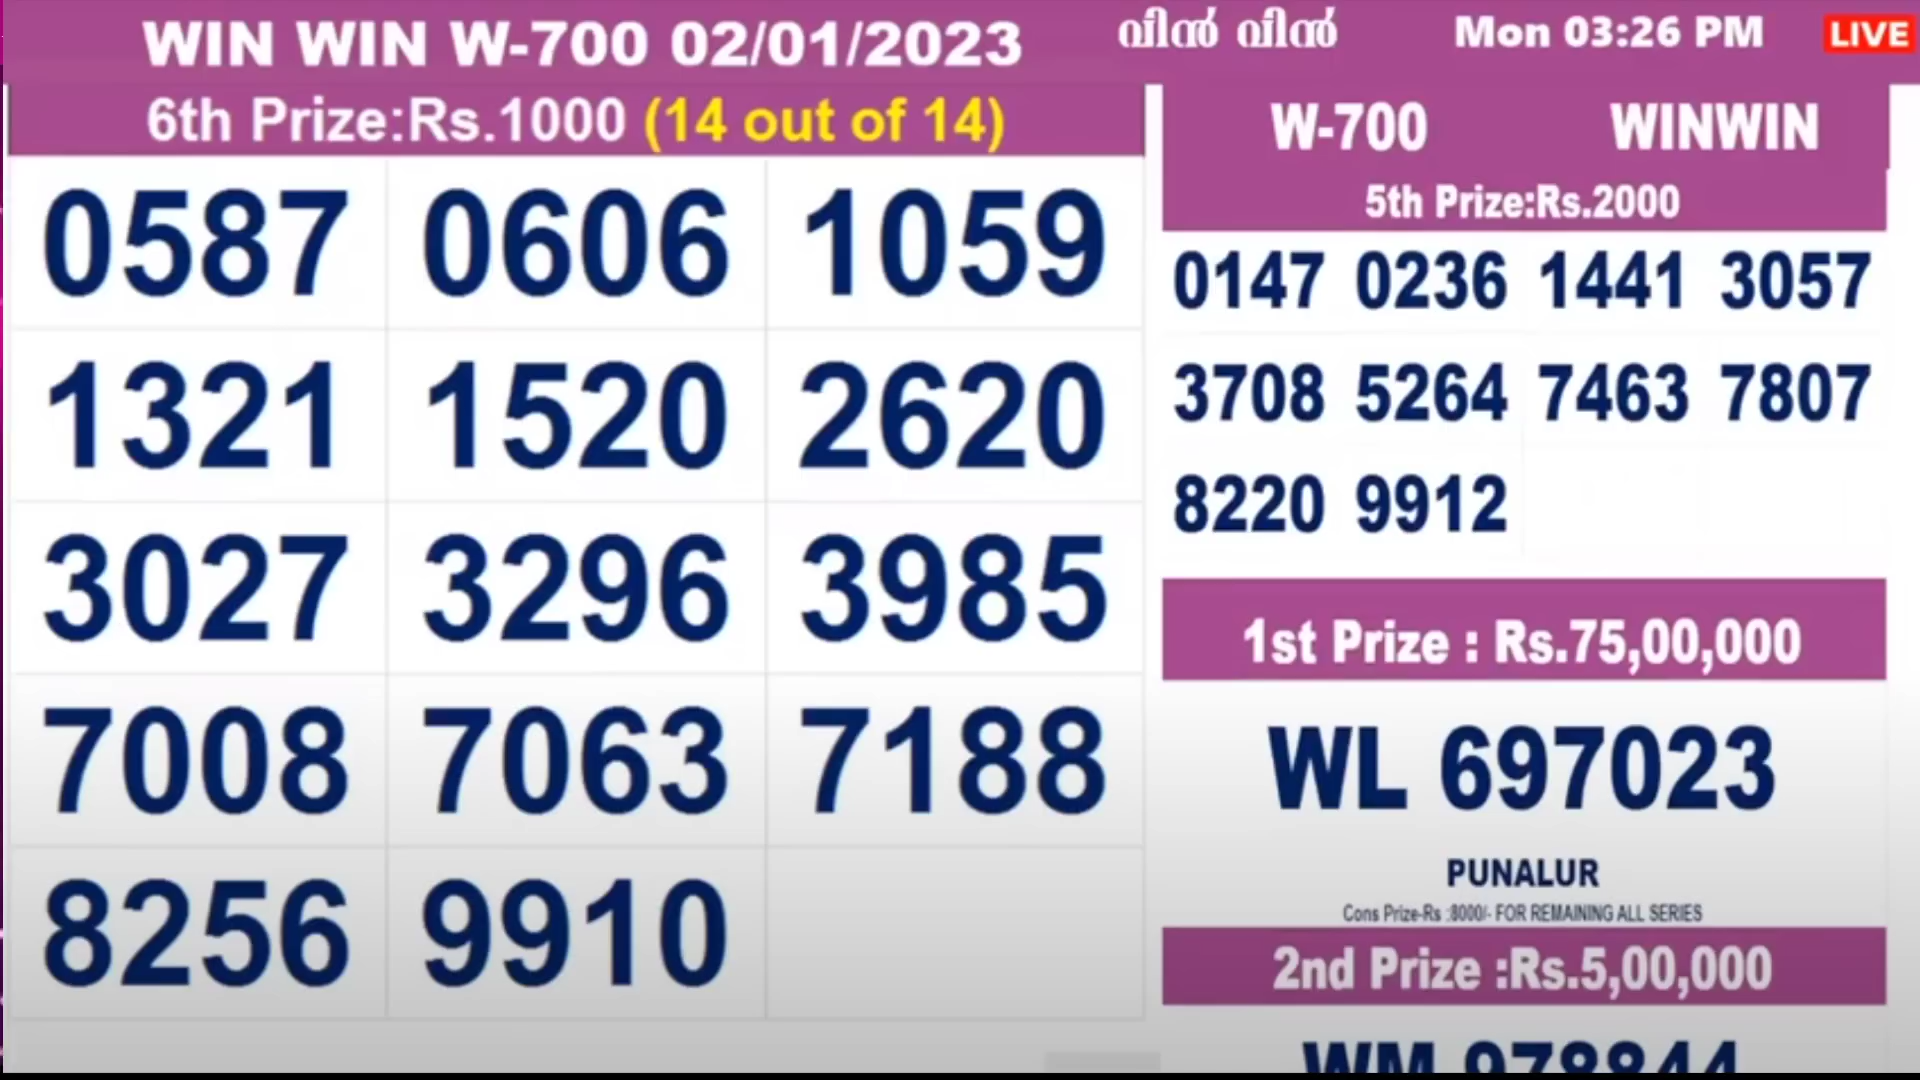 WIN WIN W-700 02/01/2023
വിൻ വിൻ
Mon 03:26 PM
LIVE
6th Prize:Rs.1000 (14 out of 14)
0587 0606 1059
1321 1520 2620
3027 3296 3985
7008 7063 7188
8256 9910
W-700 WINWIN
5th Prize:Rs.2000
0147 0236 1441 3057
3708 5264 7463 7807
8220 9912
1st Prize : Rs.75,00,000
WL 697023
PUNALUR
Cons Prize-Rs :8000/- FOR REMAINING ALL SERIES
2nd Prize :Rs.5,00,000
WM 978844